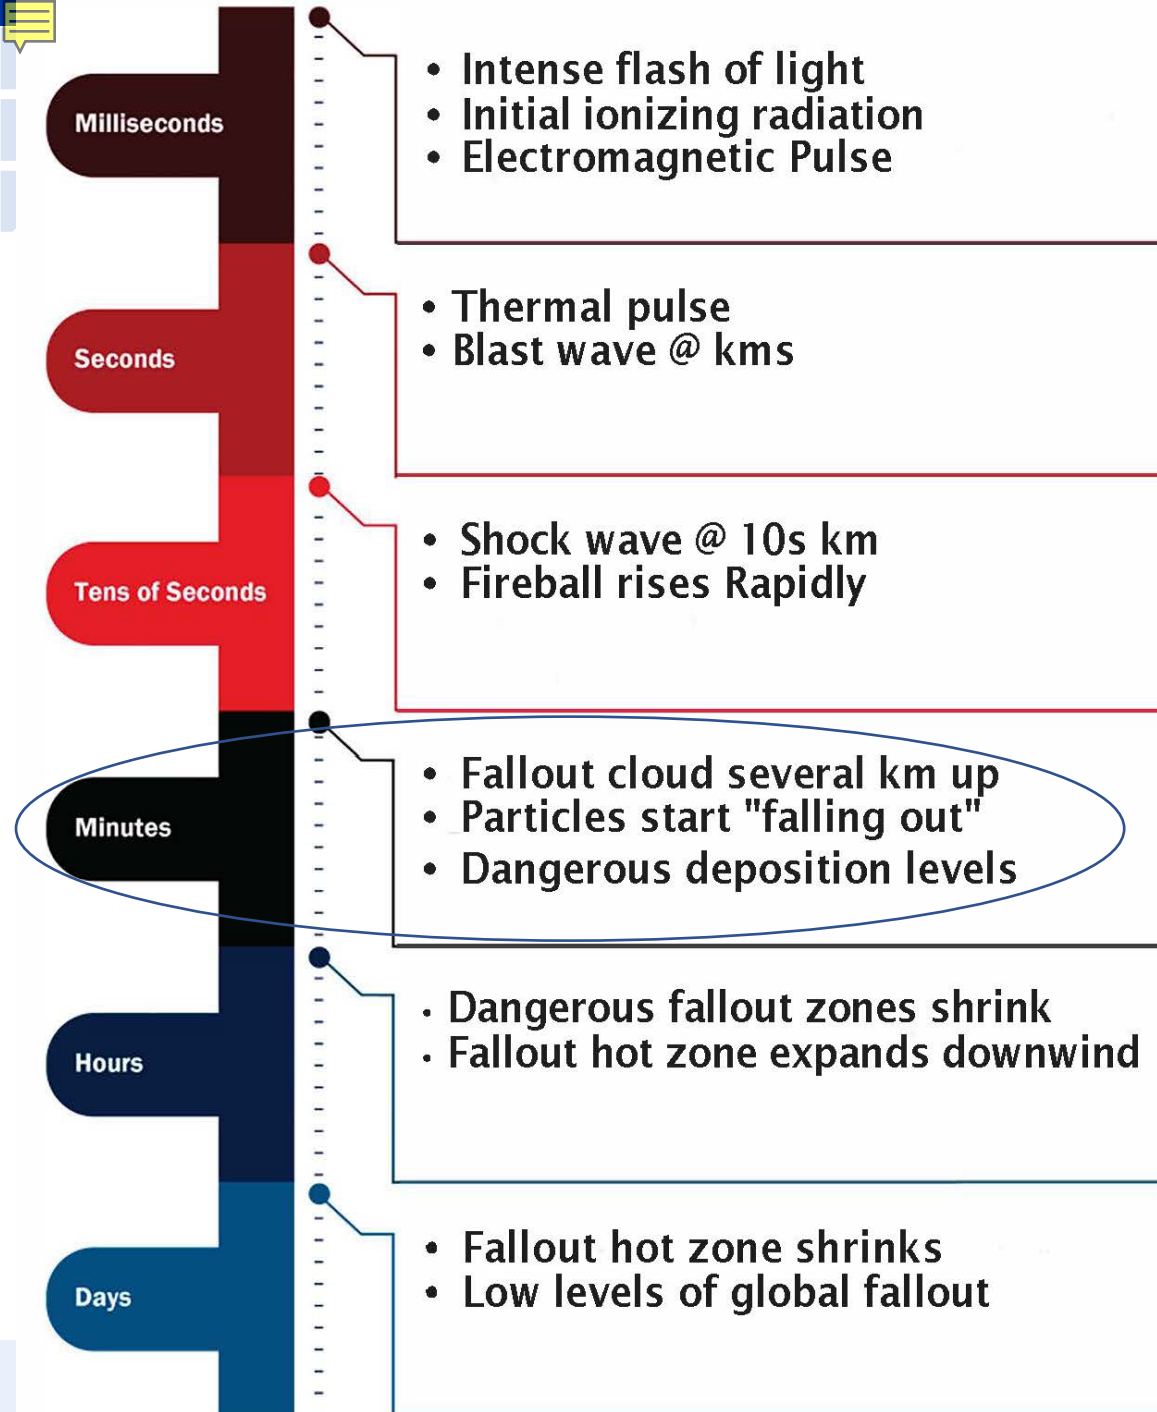 Milliseconds
• Intense flash of light
• Initial ionizing radiation
• Electromagnetic Pulse
Seconds
• Thermal pulse
• Blast wave @ kms
Tens of Seconds
• Shock wave @ 10s km
• Fireball rises Rapidly
Minutes
• Fallout cloud several km up
• Particles start "falling out"
• Dangerous deposition levels
Hours
· Dangerous fallout zones shrink
· Fallout hot zone expands downwind
Days
• Fallout hot zone shrinks
• Low levels of global fallout